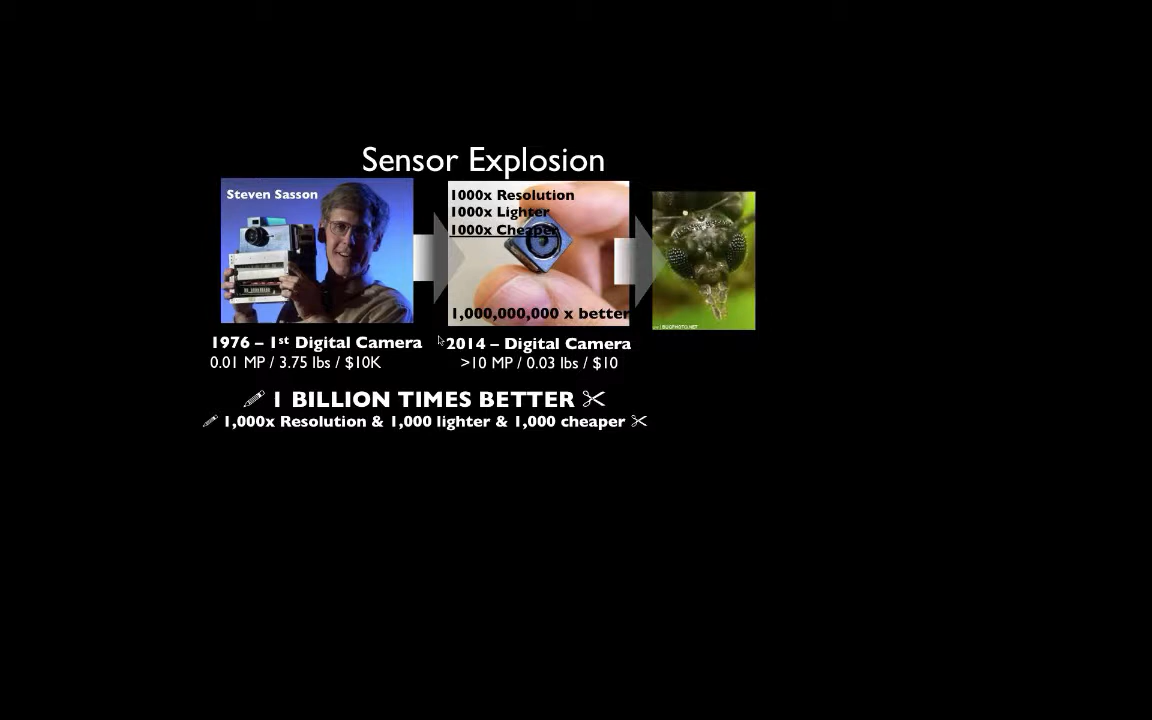 Sensor Explosion
Steven Sasson
1000x Resolution
1000x Lighter
1000x Cheaper
1,000,000,000 x better
BUGPHOTO.NET
1976 – 1st Digital Camera
0.01 MP / 3.75 lbs / $10K
2014 – Digital Camera
>10 MP / 0.03 lbs / $10
1 BILLION TIMES BETTER
1,000x Resolution & 1,000 lighter & 1,000 cheaper